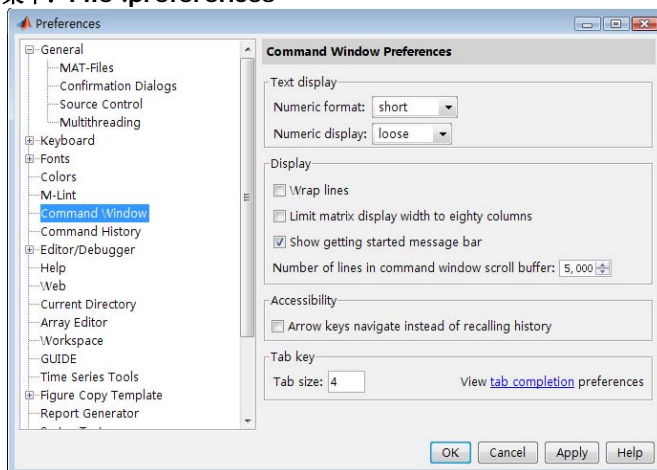 菜单: File \preferences
Preferences
General
MAT-Files
Confirmation Dialogs
Source Control
Multithreading
Keyboard
Fonts
Colors
M-Lint
Command Window
Command History
Editor/Debugger
Help
Web
Current Directory
Array Editor
Workspace
GUIDE
Time Series Tools
Figure Copy Template
Report Generator
Command Window Preferences
Text display
Numeric format: short
Numeric display: loose
Display
Wrap lines
Limit matrix display width to eighty columns
Show getting started message bar
Number of lines in command window scroll buffer: 5,000
Accessibility
Arrow keys navigate instead of recalling history
Tab key
Tab size: 4 View tab completion preferences
OK Cancel Apply Help